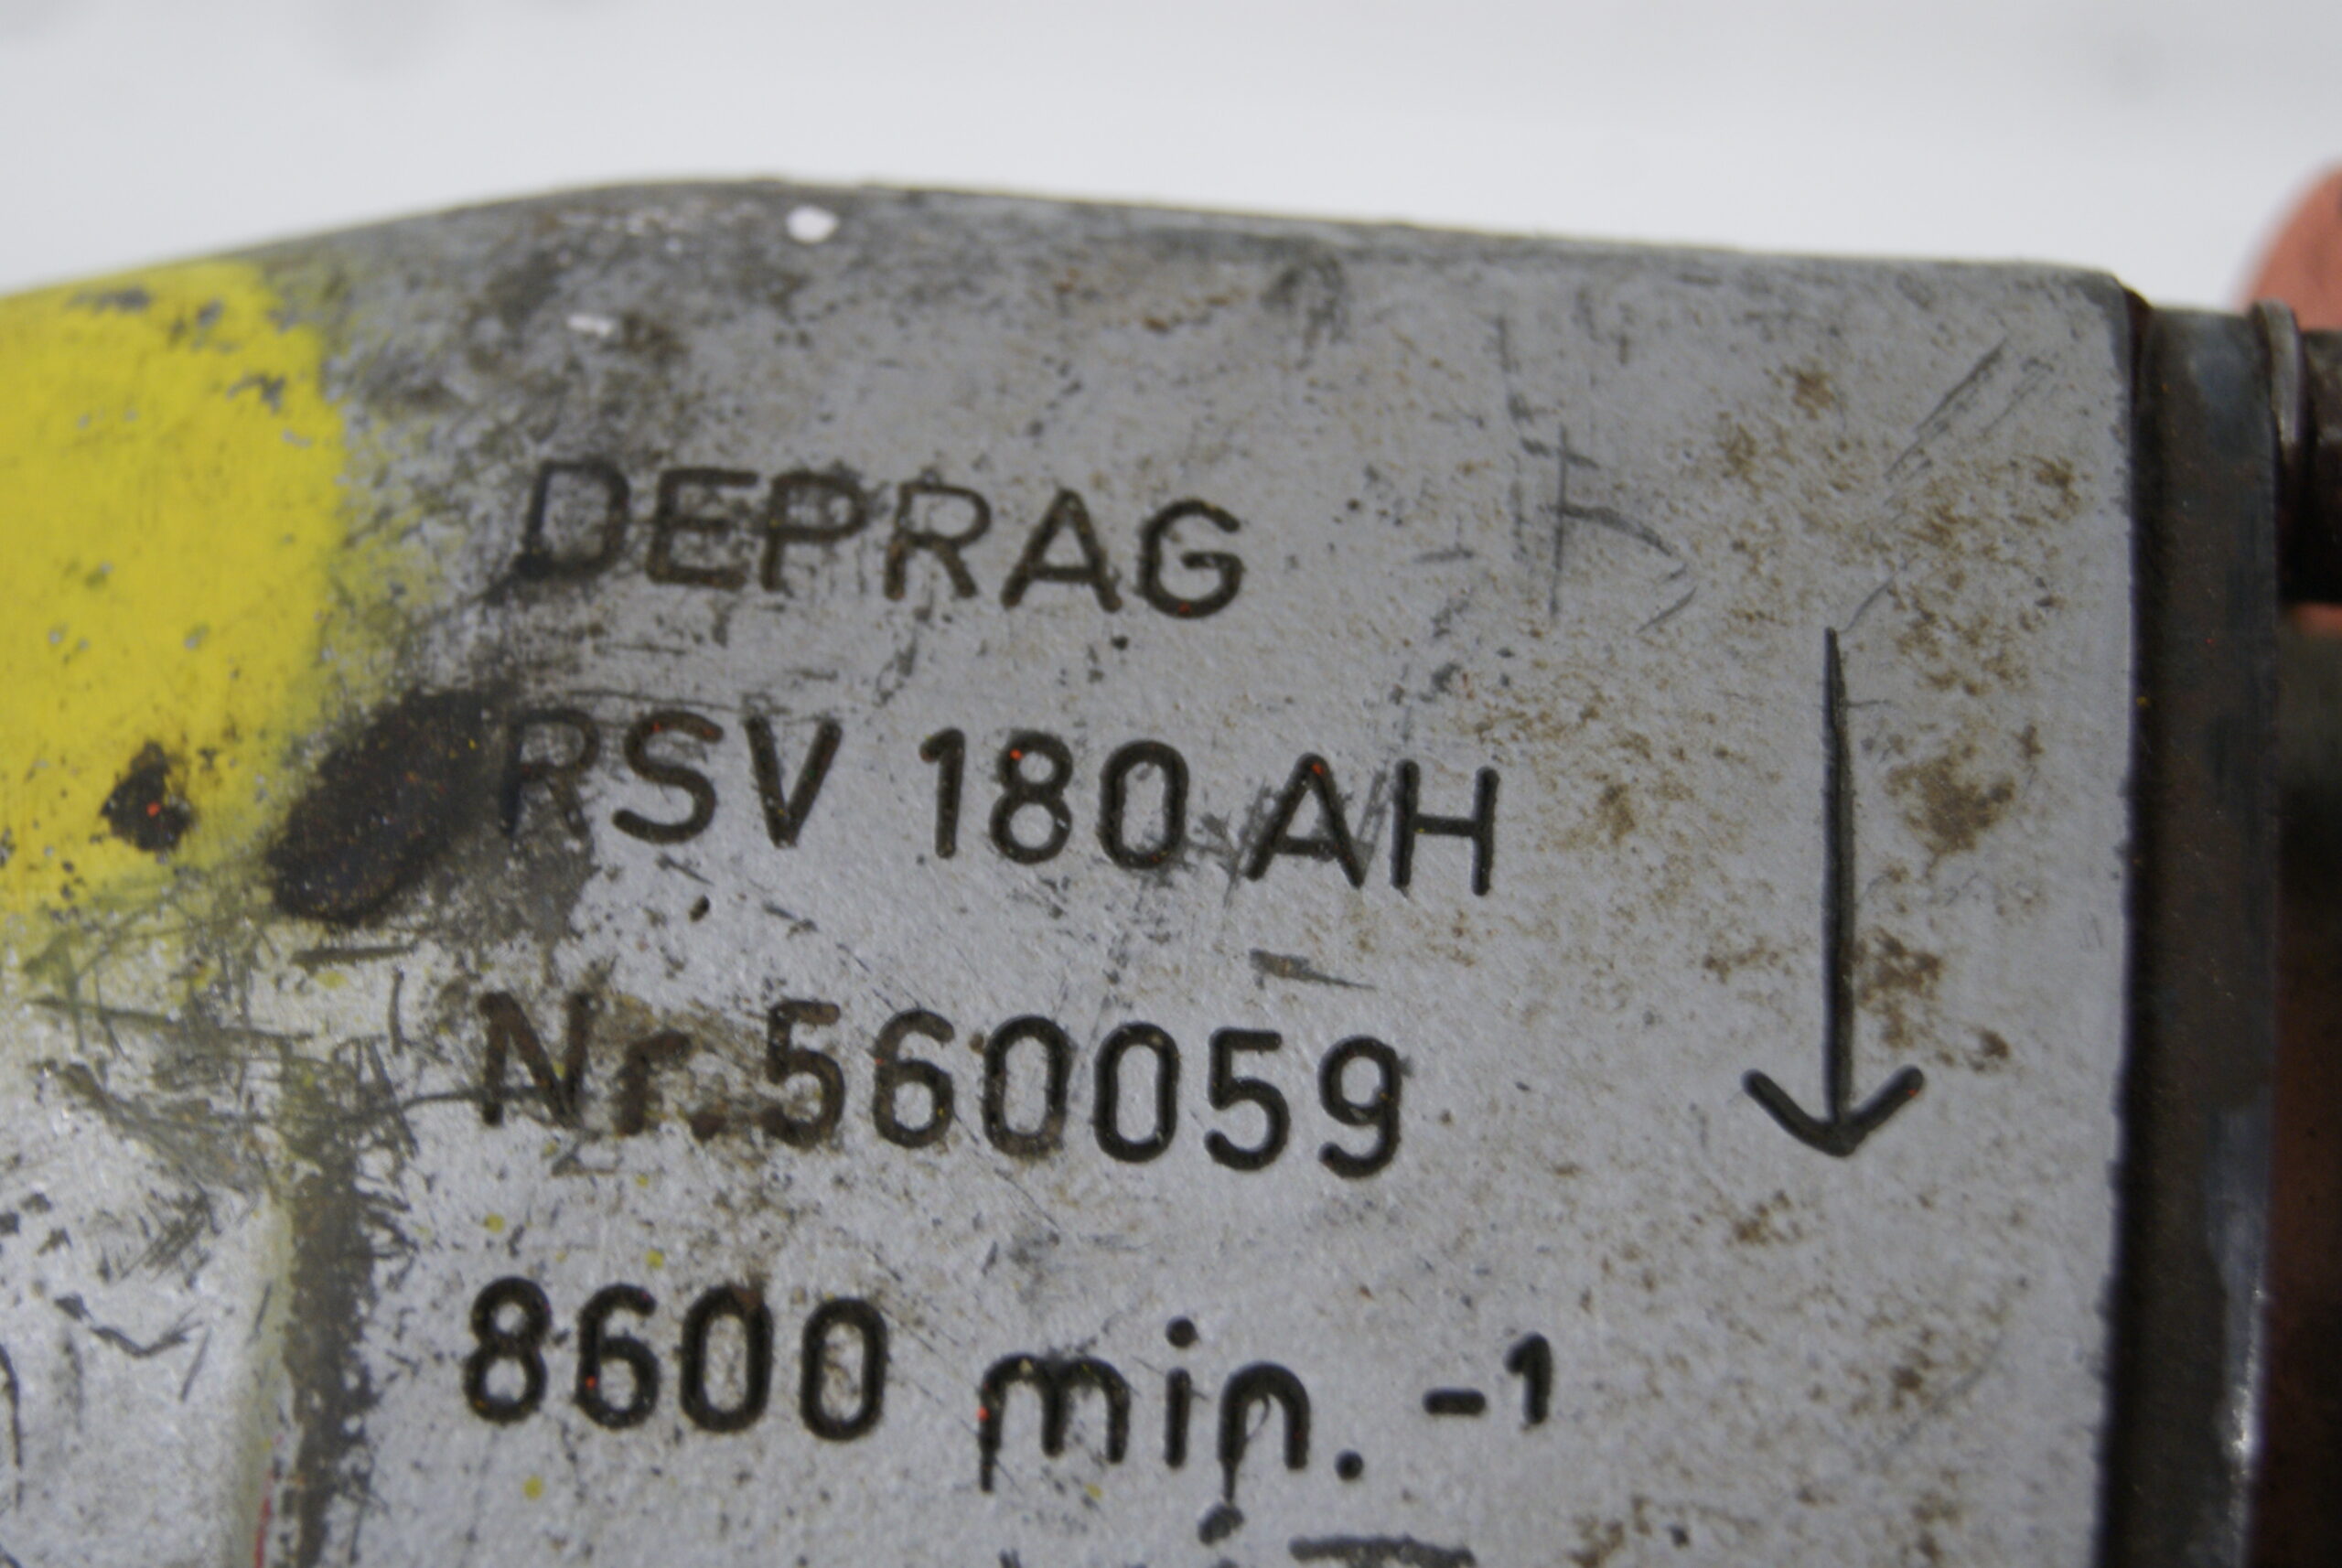 DEPRAG
RSV 180 AH
Nr. 560059
8600 min. -1